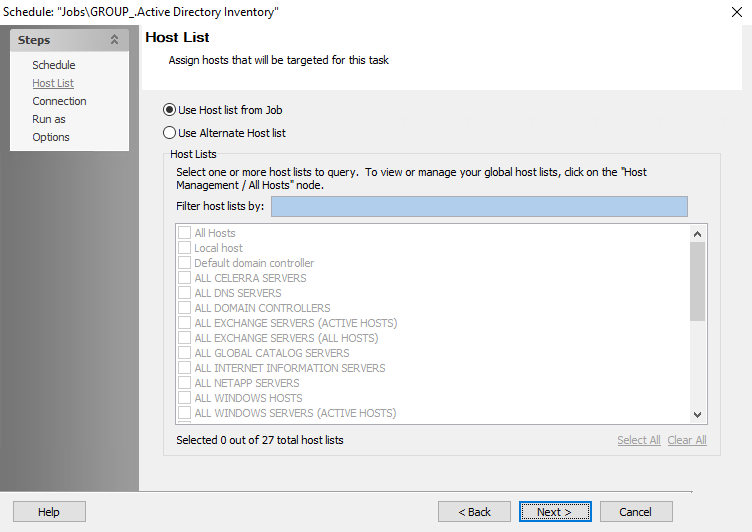 Schedule: "Jobs\GROUP_.Active Directory Inventory"
Steps
Schedule
Host List
Connection
Run as
Options
Host List
Assign hosts that will be targeted for this task
Use Host list from Job
Use Alternate Host list
Host Lists
Select one or more host lists to query.  To view or manage your global host lists, click on the "Host
Management / All Hosts" node.
Filter host lists by:
All Hosts
Local host
Default domain controller
ALL CELERRA SERVERS
ALL DNS SERVERS
ALL DOMAIN CONTROLLERS
ALL EXCHANGE SERVERS (ACTIVE HOSTS)
ALL EXCHANGE SERVERS (ALL HOSTS)
ALL GLOBAL CATALOG SERVERS
ALL INTERNET INFORMATION SERVERS
ALL NETAPP SERVERS
ALL WINDOWS HOSTS
ALL WINDOWS SERVERS (ACTIVE HOSTS)
Selected 0 out of 27 total host lists
Select All Clear All
Help < Back Next > Cancel